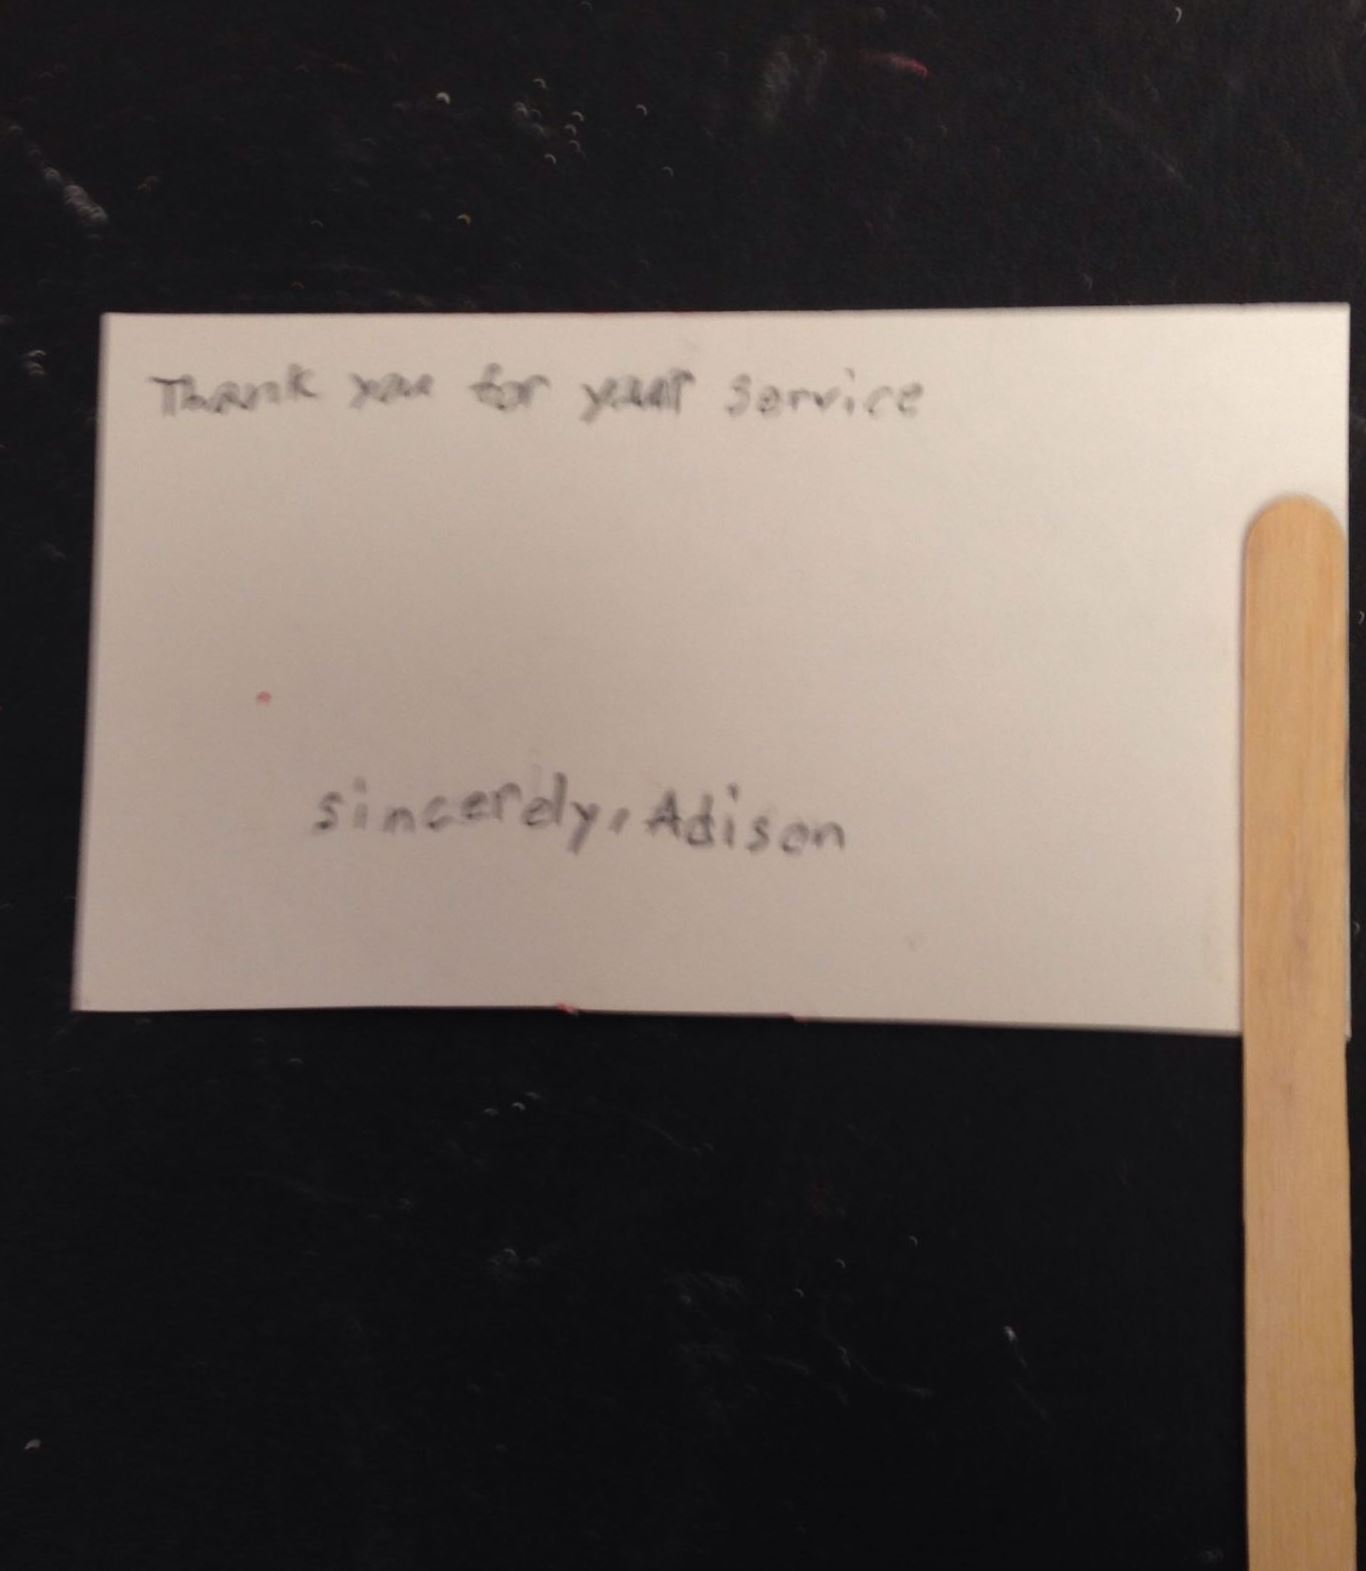 Thank you for your service
sincerely, Adison